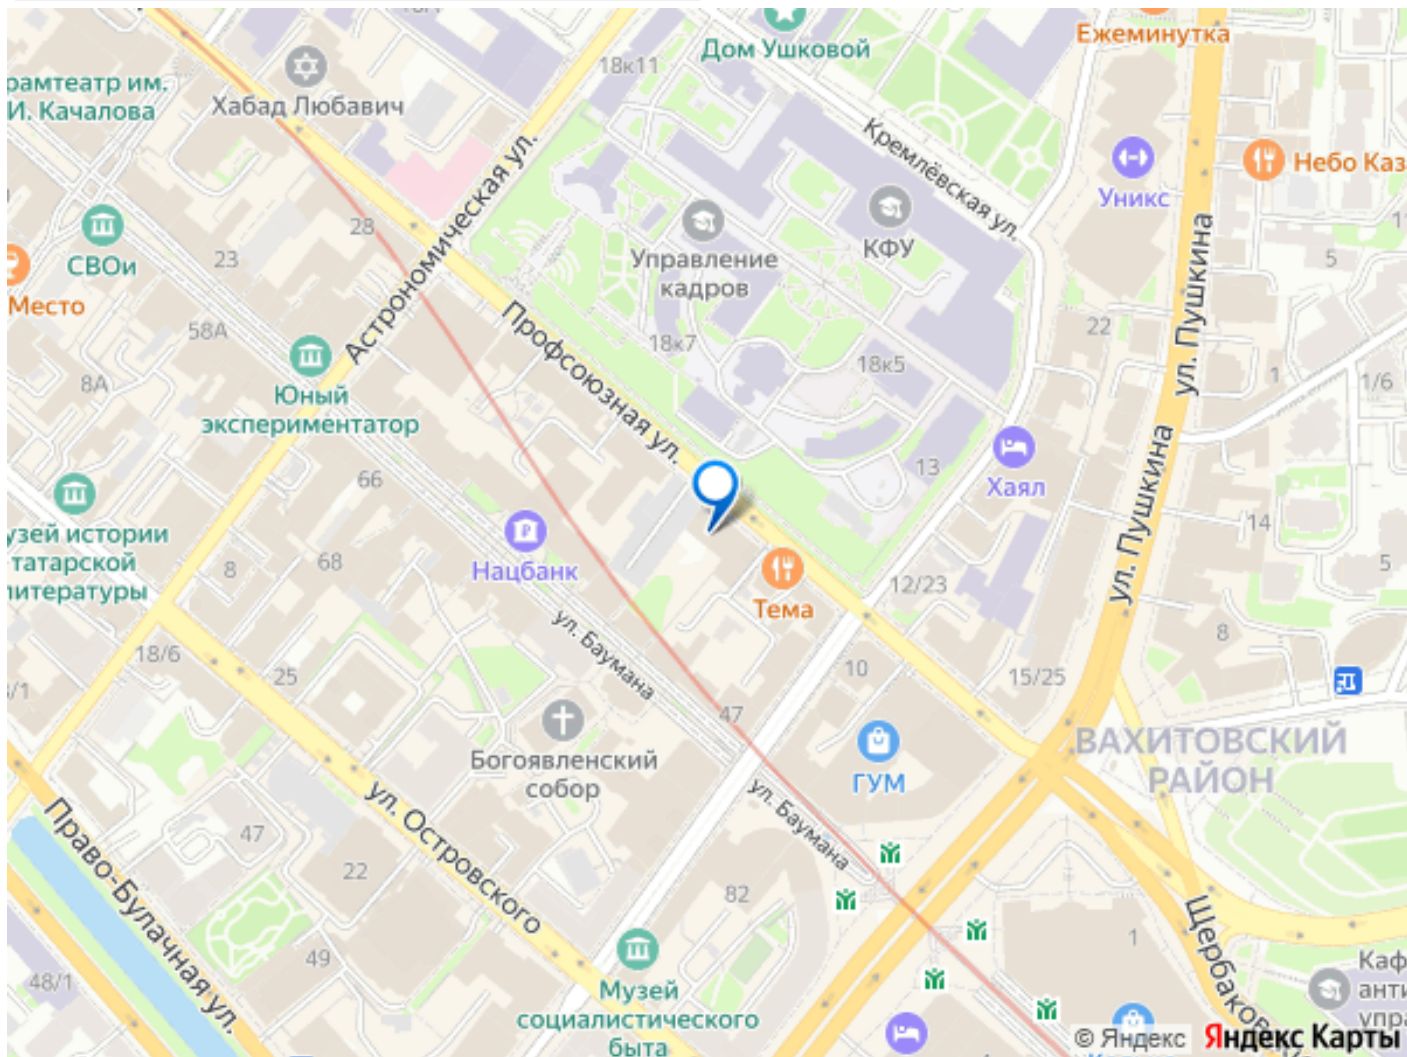 Ежеминутка
Дом Ушковой
18к11
рамтеатр им.
И. Качалова
Хабад Любавич
Кремлёвская ул.
Уникс
Небо Каз
Астрономическая ул.
28
СВОи
23
Управление
кадров
КФУ
5
ул. Пушкина
Место
58А
Профсоюзная ул.
18к7
18к5
22
8А
Юный
экспериментатор
1
1/6
66
13
Хаял
ул. Пушкина
узей истории
татарской
литературы
68
8
Нацбанк
14
5
Тема
12/23
ул. Баумана
8
18/6
25
10
15/25
3/1
47
Богоявленский
собор
ГУМ
ВАХИТОВСКИЙ
РАЙОН
ул. Островского
ул. Баумана
Право-Булачная ул.
47
22
82
Щербаков
1
49
48/1
Музей
социалистического
быта
Каф
анти
упра
© Яндекс
Яндекс Карты